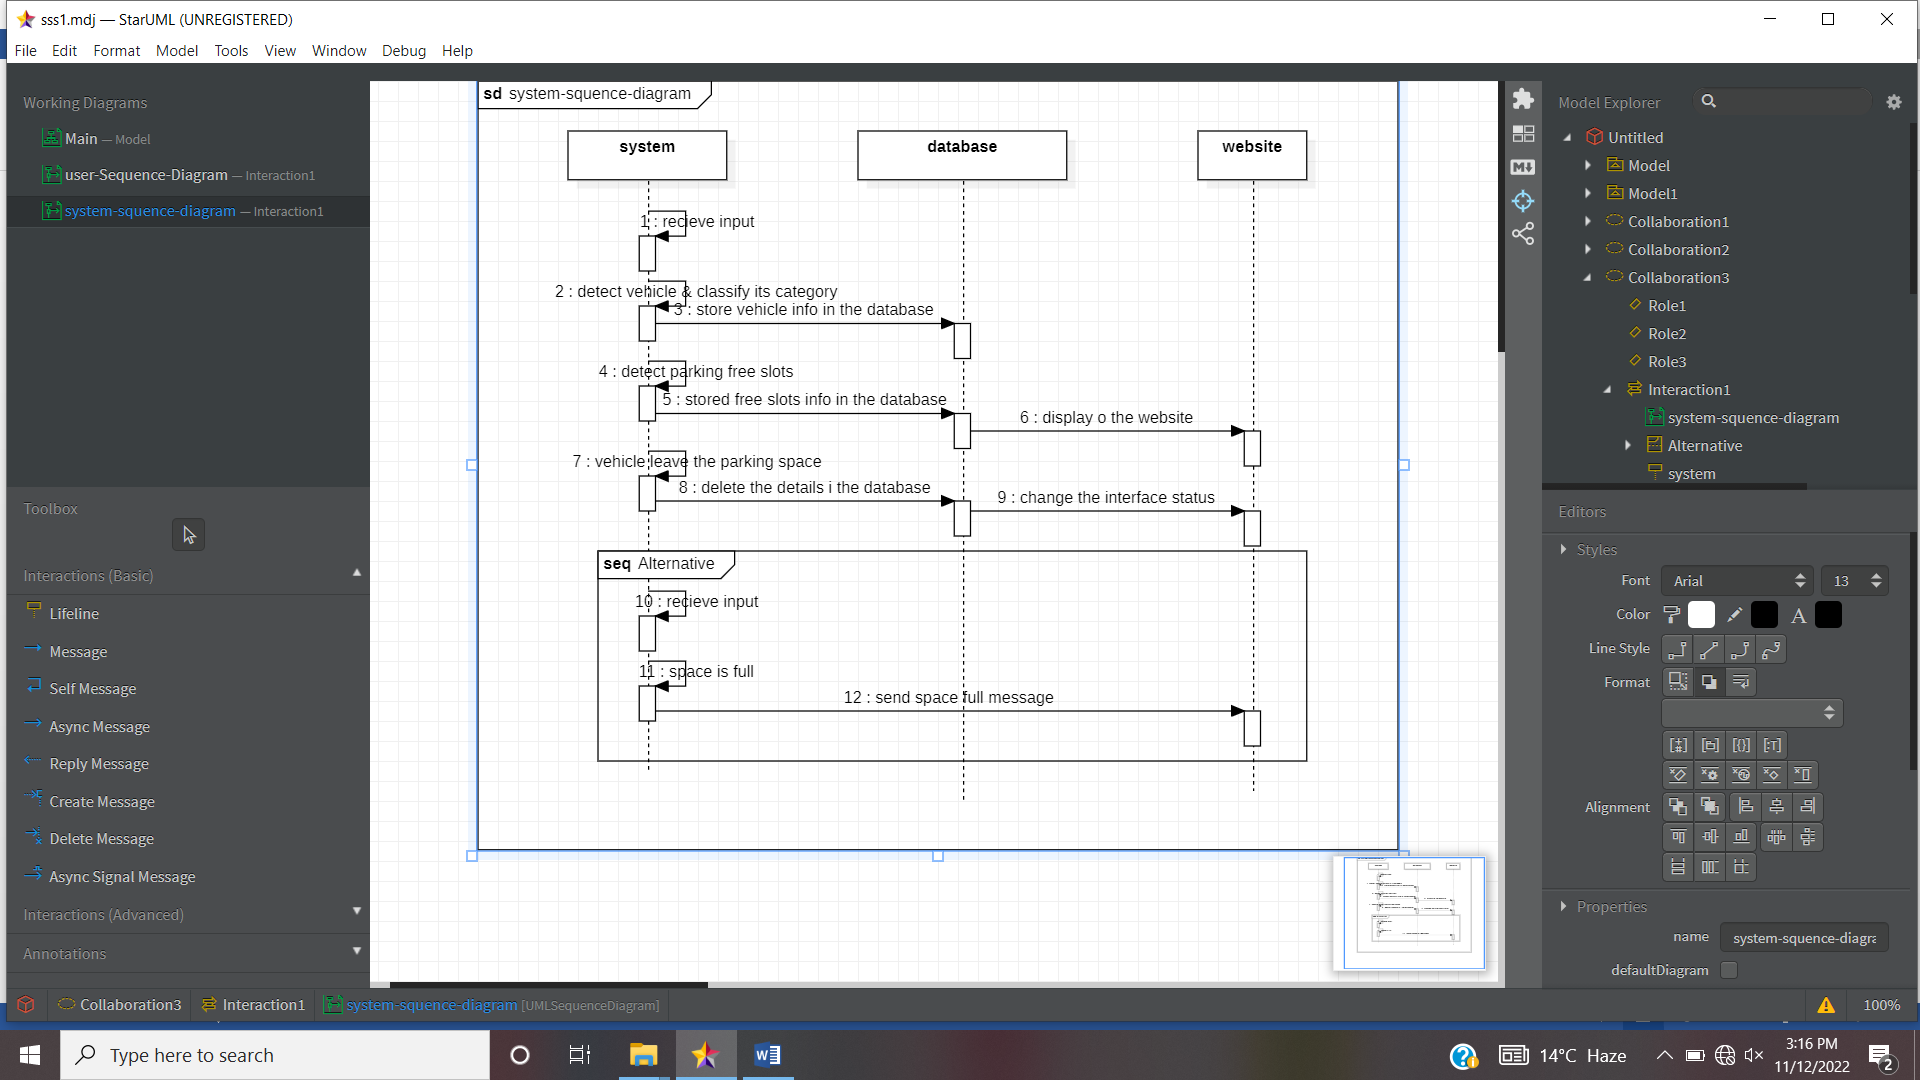 sss1.mdj — StarUML (UNREGISTERED)
File Edit Format Model Tools View Window Debug Help
Working Diagrams
Main — Model
user-Sequence-Diagram — Interaction1
system-squence-diagram — Interaction1
Toolbox
Interactions (Basic)
Lifeline
Message
Self Message
Async Message
Reply Message
Create Message
Delete Message
Async Signal Message
Interactions (Advanced)
Annotations
sd system-squence-diagram
system
database
website
1 : recieve input
2 : detect vehicle & classify its category
3 : store vehicle info in the database
4 : detect parking free slots
5 : stored free slots info in the database
6 : display o the website
7 : vehicle leave the parking space
8 : delete the details i the database
9 : change the interface status
seq Alternative
10 : recieve input
11 : space is full
12 : send space full message
Model Explorer
Untitled
Model
Model1
Collaboration1
Collaboration2
Collaboration3
Role1
Role2
Role3
Interaction1
system-squence-diagram
Alternative
system
Editors
Styles
Font Arial 13
Color A
Line Style
Format
Alignment
Properties
name system-squence-diagra
defaultDiagram
Collaboration3 Interaction1 system-squence-diagram [UMLSequenceDiagram]
100%
Type here to search
14°C Haze
3:16 PM
11/12/2022
2